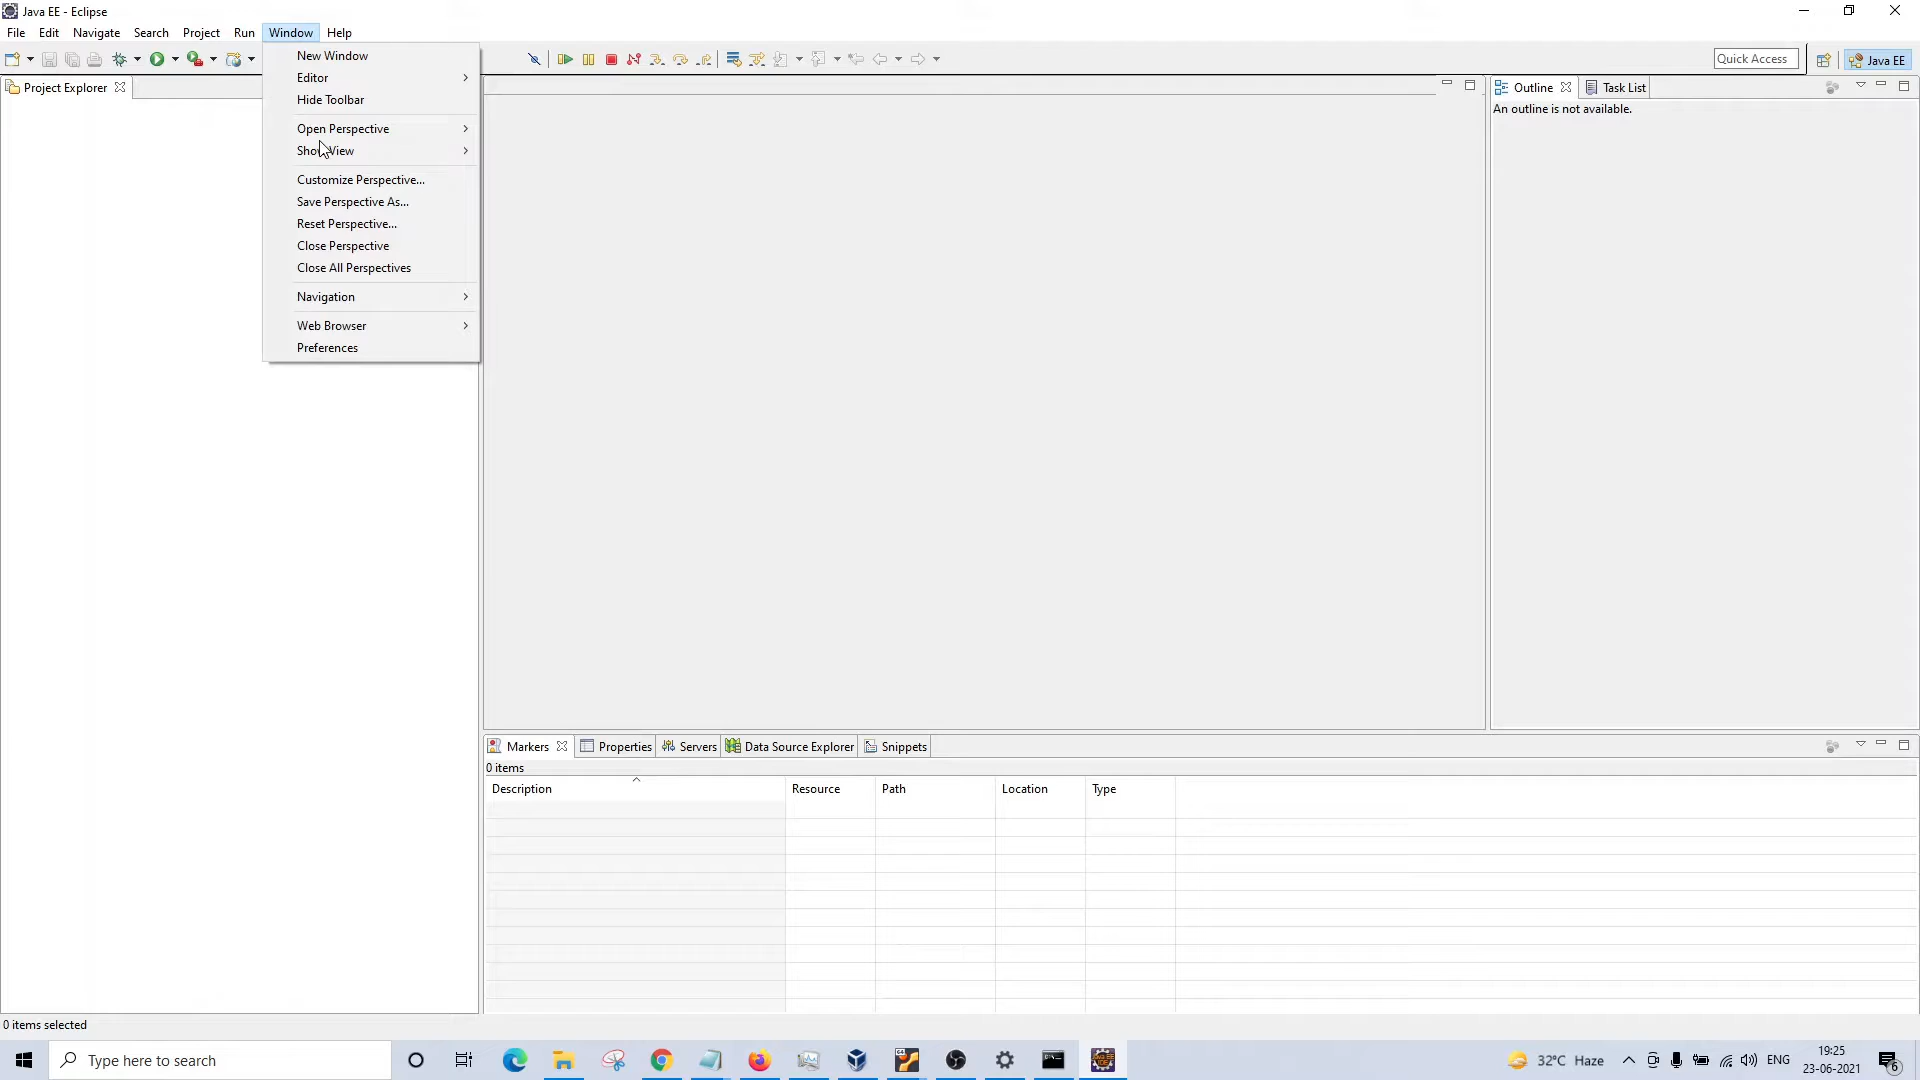 Java EE - Eclipse
File Edit Navigate Search Project Run Window Help
Quick Access
Java EE
New Window
Editor
Hide Toolbar
Open Perspective
Show View
Customize Perspective...
Save Perspective As...
Reset Perspective...
Close Perspective
Close All Perspectives
Navigation
Web Browser
Preferences
Project Explorer
Outline Task List
An outline is not available.
Markers Properties Servers Data Source Explorer Snippets
0 items
Description Resource Path Location Type
0 items selected
Type here to search
32°C Haze
ENG
19:25
23-06-2021
6